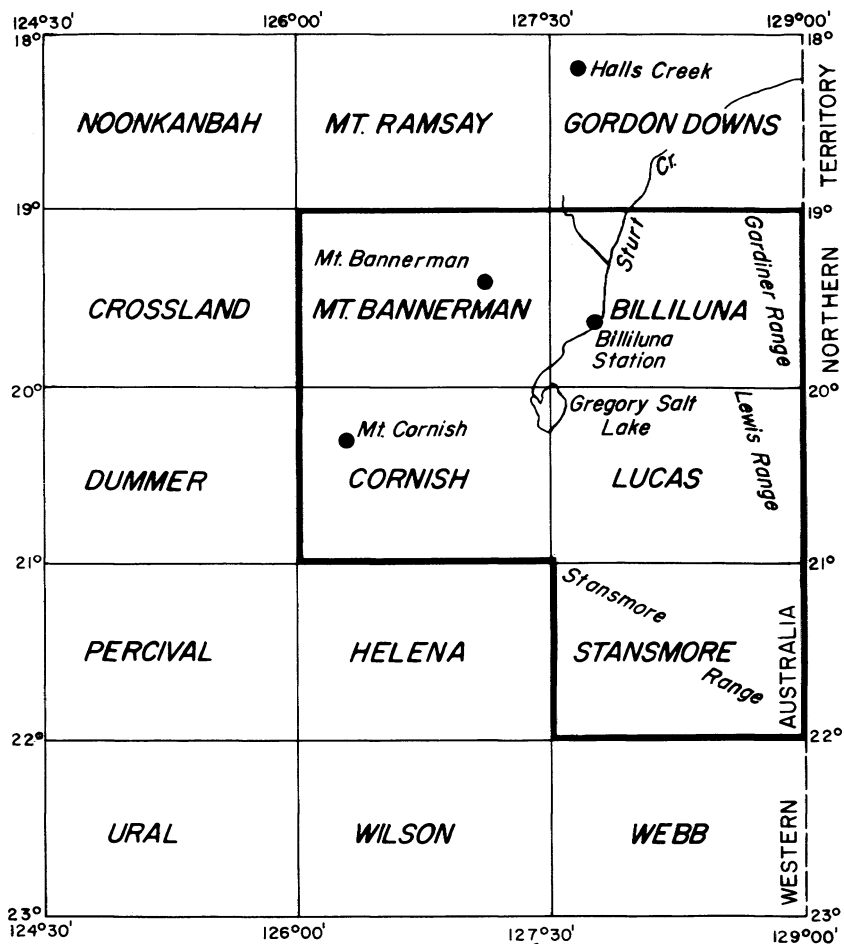 124°30' 126°00' 127°30' 129°00'
18° 18°
Halls Creek
NOONKANBAH MT. RAMSAY GORDON DOWNS
TERRITORY
Cr.
19° 19°
Sturt
Gardiner Range
NORTHERN
Mt. Bannerman
CROSSLAND MT. BANNERMAN BILLILUNA
Billiluna
Station
20° 20°
Gregory Salt
Lake
Lewis Range
Mt. Cornish
DUMMER CORNISH LUCAS
21° 21°
Stansmore
PERCIVAL HELENA STANSMORE
Range
AUSTRALIA
22° 22°
URAL WILSON WEBB
WESTERN
23° 23°
124°30' 126°00' 127°30' 129°00'